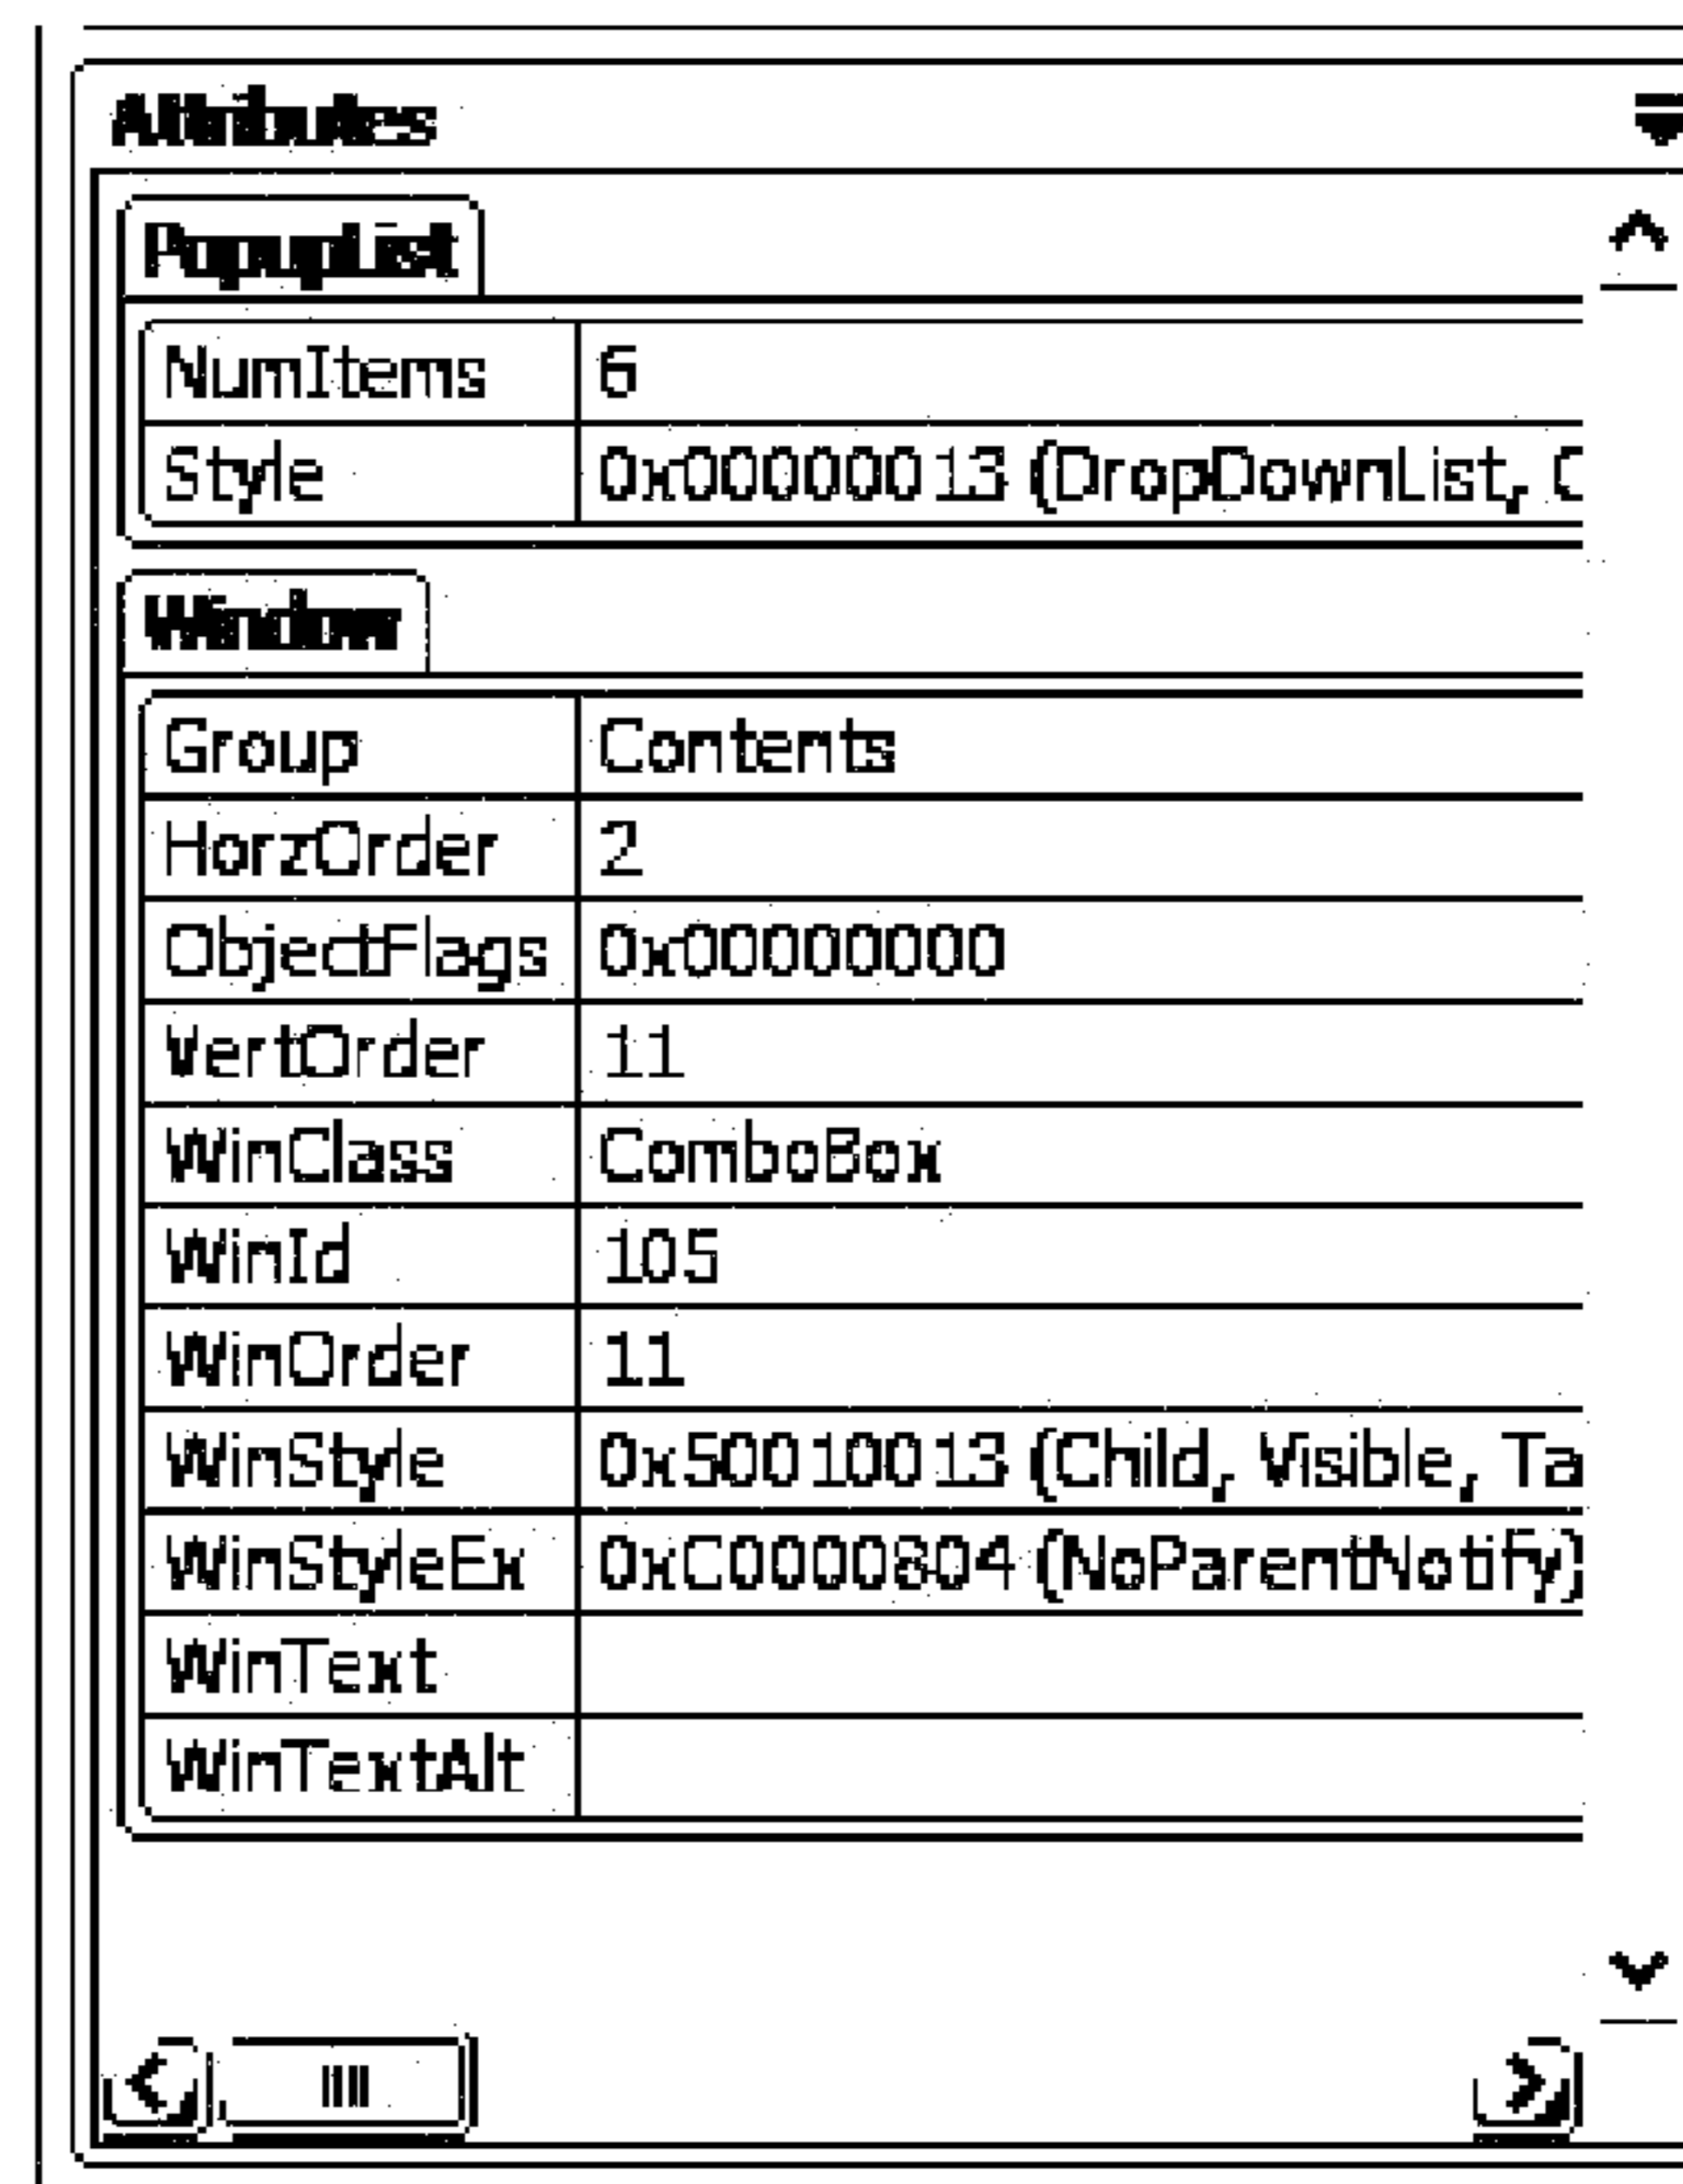 Attributes
PopupList
NumItems 6
Style 0x00000013 (DropDownList, C
Window
Group Contents
HorzOrder 2
ObjectFlags 0x00000000
VertOrder 11
WinClass ComboBox
WinId 105
WinOrder 11
WinStyle 0x50010013 (Child, Visible, Ta
WinStyleEx 0xC0000804 (NoParentNotify)
WinText
WinTextAlt